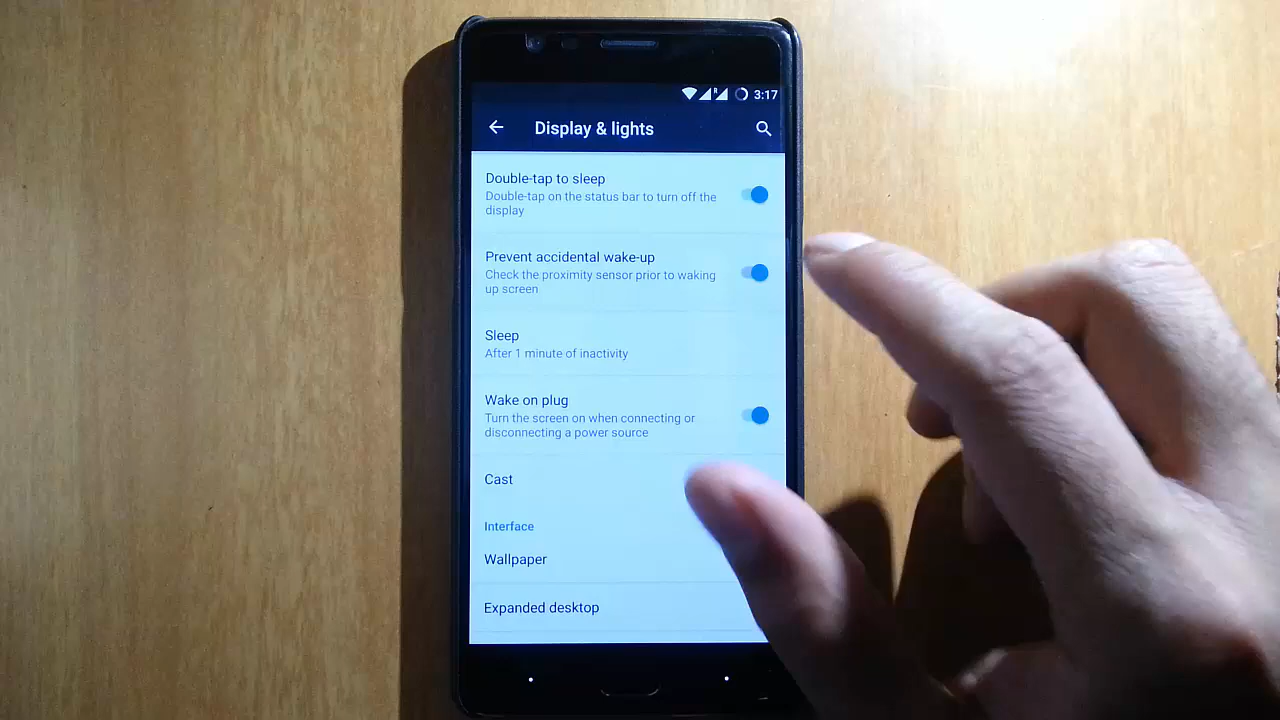 R 3:17
Display & lights
Double-tap to sleep
Double-tap on the status bar to turn off the
display
Prevent accidental wake-up
Check the proximity sensor prior to waking
up screen
Sleep
After 1 minute of inactivity
Wake on plug
Turn the screen on when connecting or
disconnecting a power source
Cast
Interface
Wallpaper
Expanded desktop